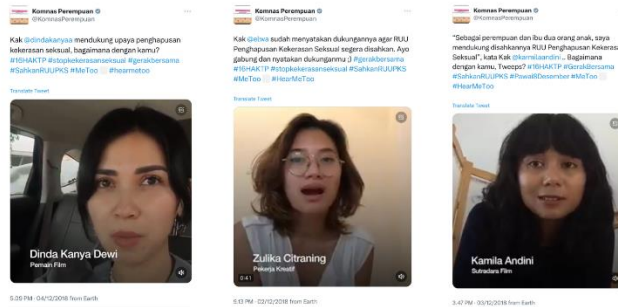 Komnas Perempuan
@KomnasPerempuan
Kak @dindakanyaa mendukung upaya penghapusan
kekerasan seksual, bagaimana dengan kamu?
#16HAKTP #stopkekerasanseksual #gerakbersama
#SahkanRUUPKS #MeToo #hearmetoo
Translate Tweet
Dinda Kanya Dewi
Pemain Film
5:05 PM · 04/12/2018 from Earth
Komnas Perempuan
@KomnasPerempuan
Kak @elwa sudah menyatakan dukungannya agar RUU
Penghapusan Kekerasan Seksual segera disahkan. Ayo
gabung dan nyatakan dukunganmu ;) #gerakbersama
#16HAKTP #stopkekerasanseksual #SahkanRUUPKS
#MeToo #HearMeToo
Translate Tweet
Zulika Citraning
Pekerja Kreatif
0:41
5:13 PM · 02/12/2018 from Earth
Komnas Perempuan
@KomnasPerempuan
"Sebagai perempuan dan ibu dua orang anak, saya
mendukung disahkannya RUU Penghapusan Kekeras
Seksual", kata Kak @kamilaandini .. Bagaimana
dengan kamu, Tweeps? #16HAKTP #GerakBersama
#SahkanRUUPKS #Pawai8Desember #MeToo
#HearMeToo
Translate Tweet
Kamila Andini
Sutradara Film
3:47 PM · 03/12/2018 from Earth